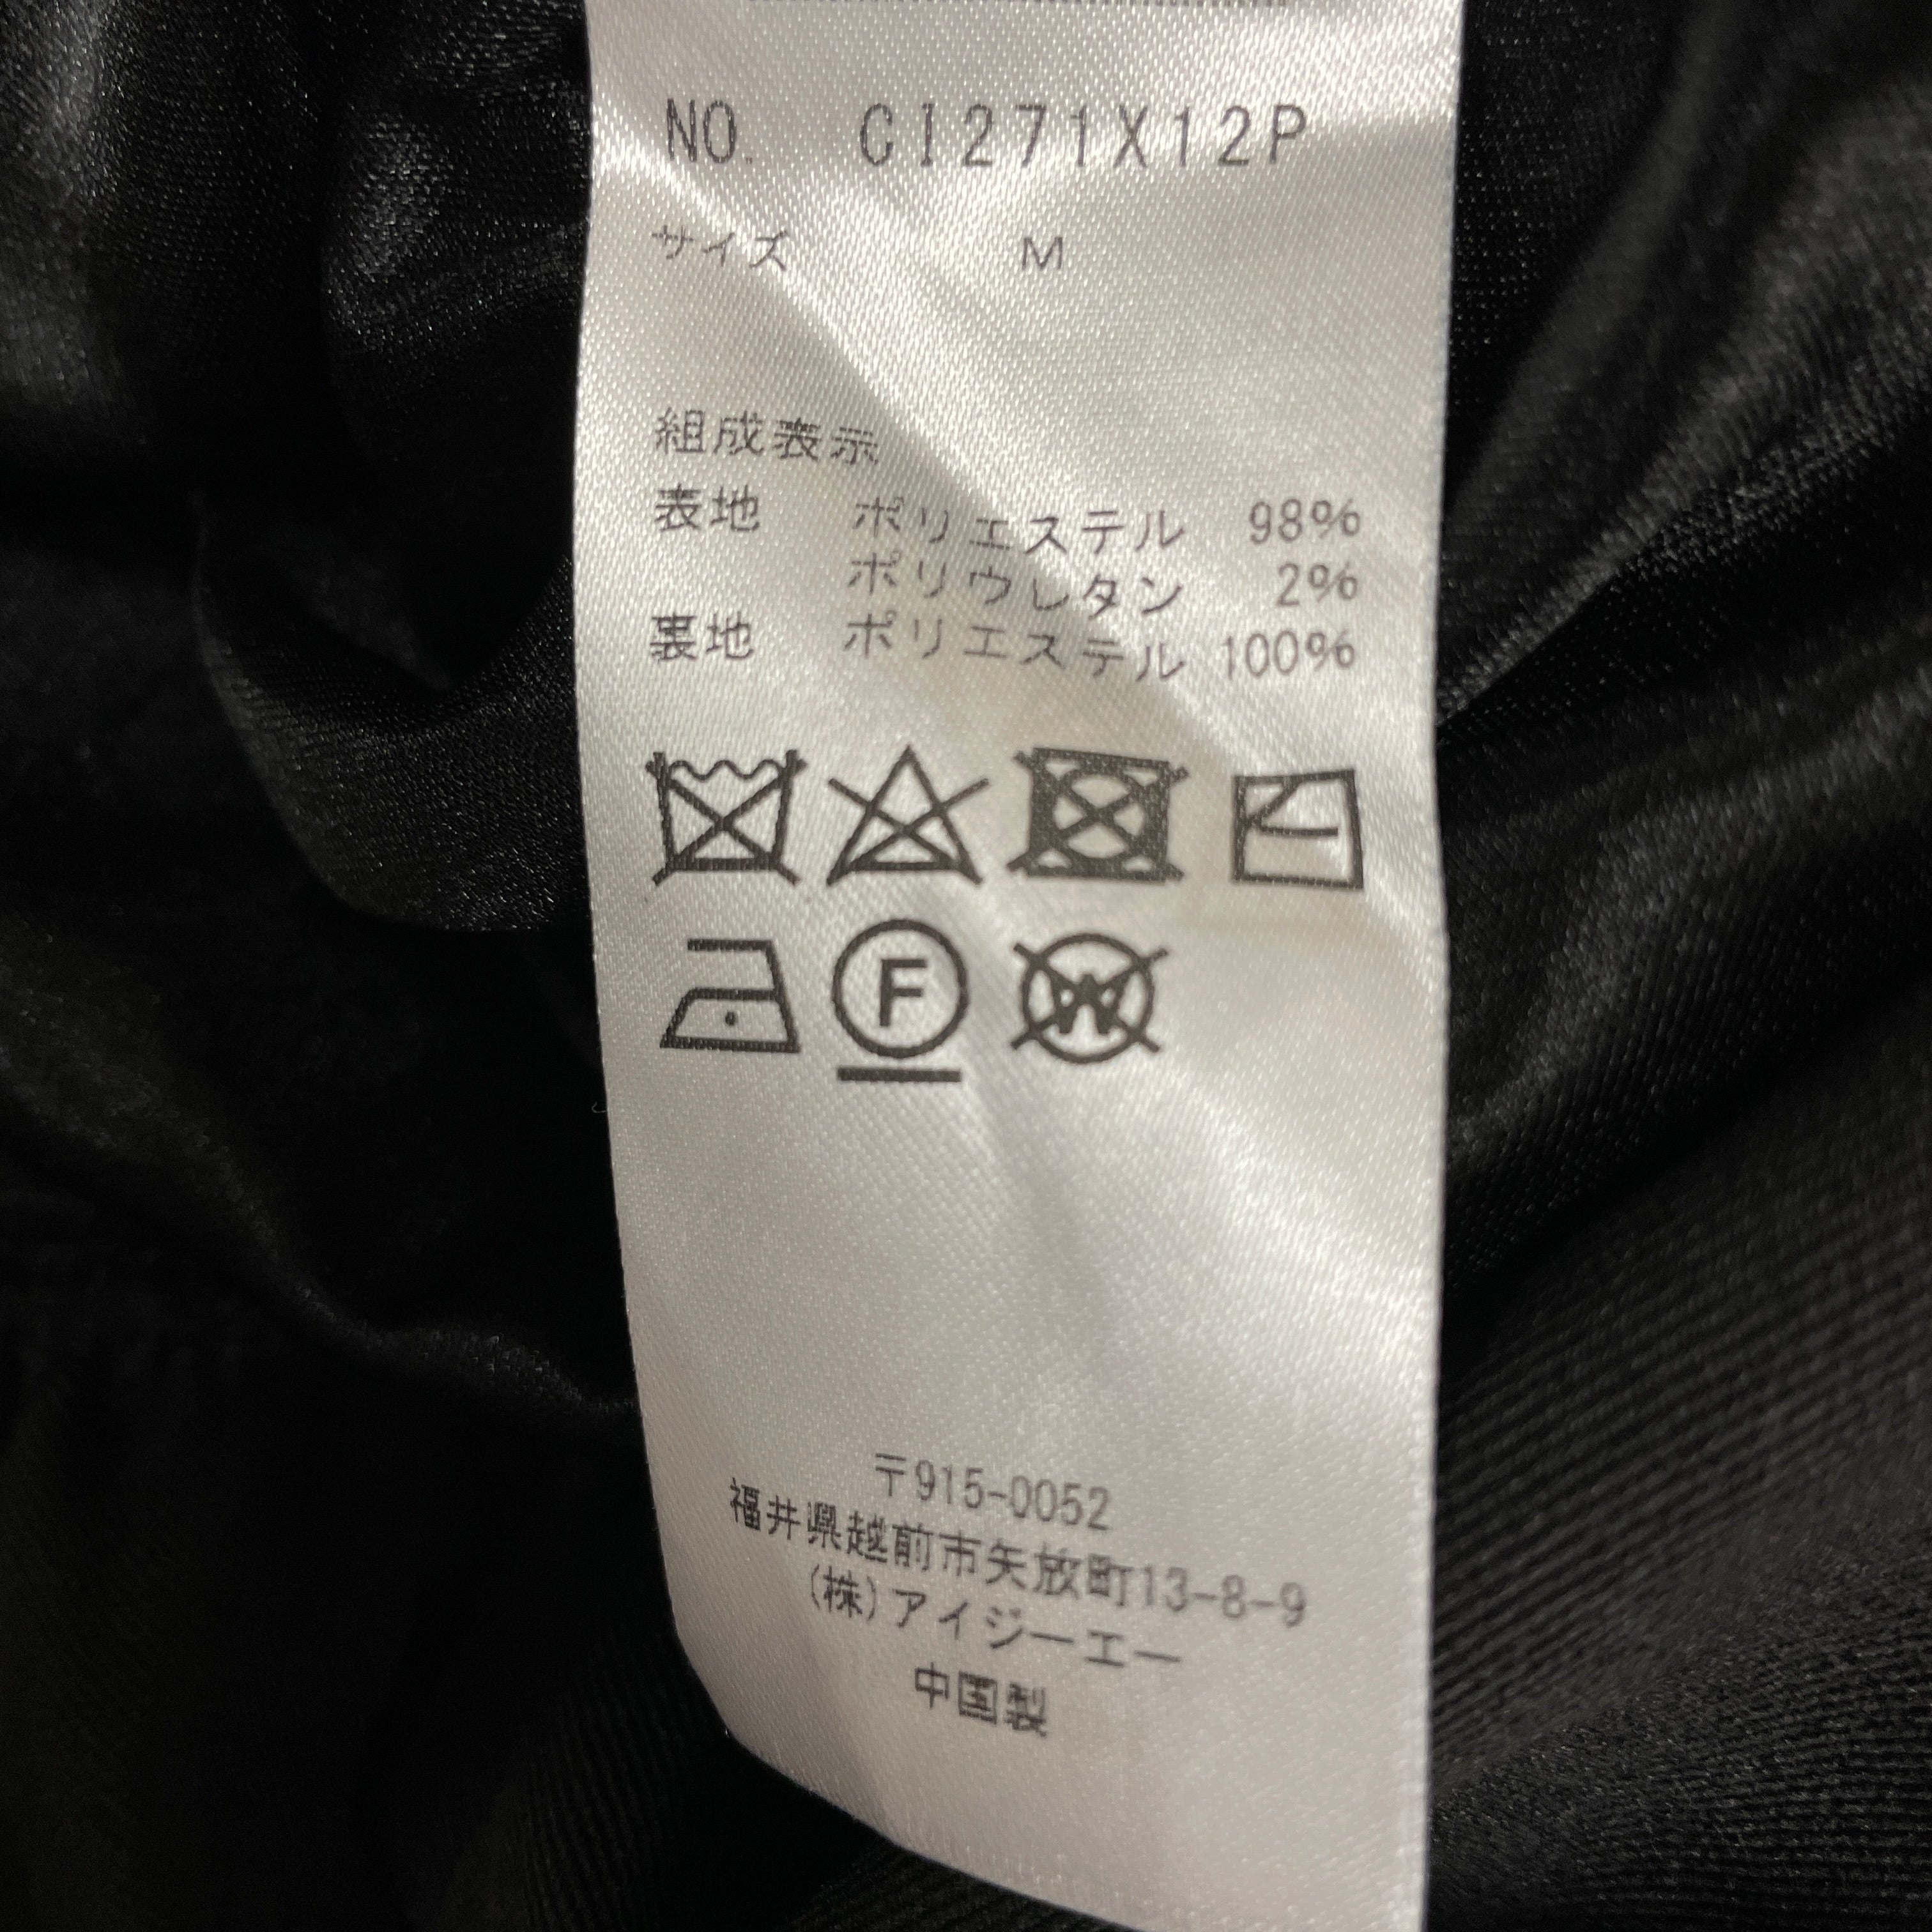 NO. CI271X12P
サイズ M
組成表示
表地 ポリエステル 98%
ポリウレタン 2%
裏地 ポリエステル 100%
F
W
〒915-0052
福井県越前市矢放町13-8-9
(株)アイジーエー
中国製